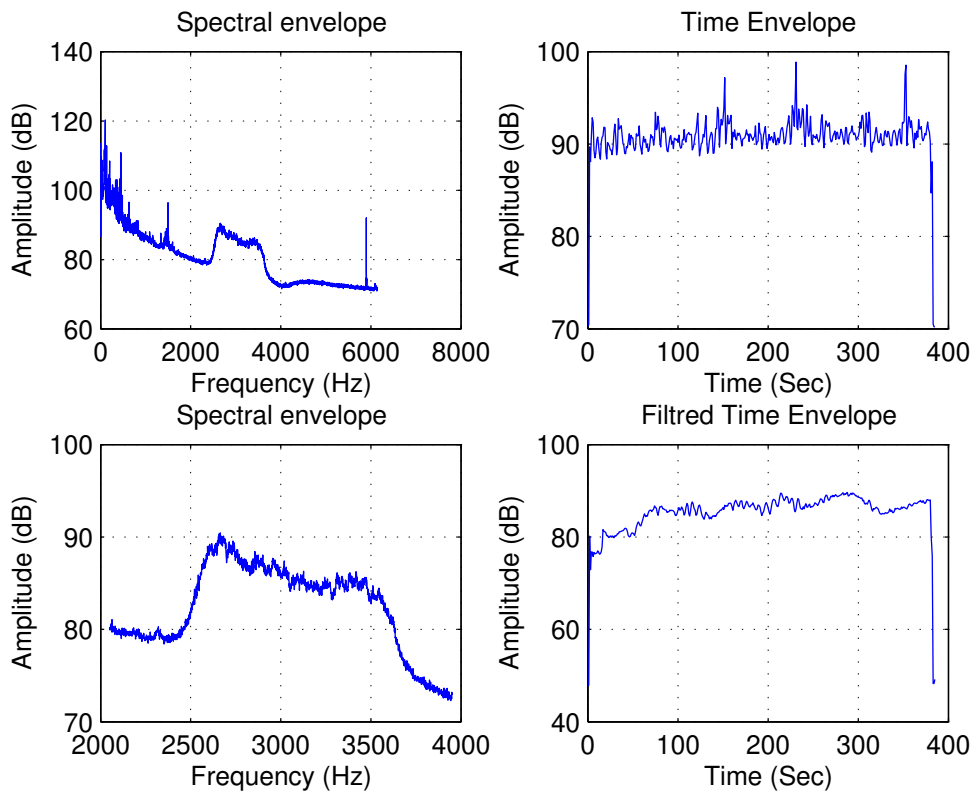 Spectral envelope
140
120
100
80
60
Amplitude (dB)
0 2000 4000 6000 8000
Frequency (Hz)
Time Envelope
100
90
80
70
Amplitude (dB)
0 100 200 300 400
Time (Sec)
Spectral envelope
100
90
80
70
Amplitude (dB)
2000 2500 3000 3500 4000
Frequency (Hz)
Filtred Time Envelope
100
80
60
40
Amplitude (dB)
0 100 200 300 400
Time (Sec)